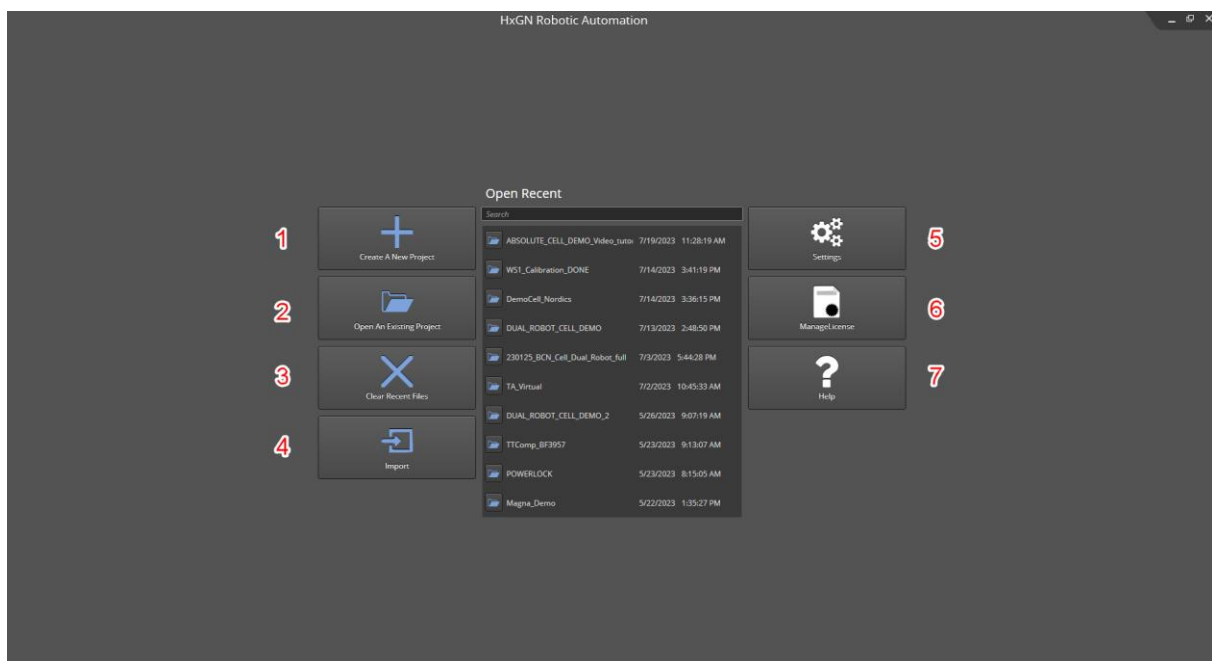 HxGN Robotic Automation
Open Recent
Search
1
Create A New Project
2
Open An Existing Project
3
Clear Recent Files
4
Import
ABSOLUTE_CELL_DEMO_Video_tutor 7/19/2023 11:28:19 AM
WS1_Calibration_DONE 7/14/2023 3:41:19 PM
DemoCell_Nordics 7/14/2023 3:36:15 PM
DUAL_ROBOT_CELL_DEMO 7/13/2023 2:48:50 PM
230125_BCN_Cell_Dual_Robot_full 7/3/2023 5:44:28 PM
TA_Virtual 7/2/2023 10:45:33 AM
DUAL_ROBOT_CELL_DEMO_2 5/26/2023 9:07:19 AM
TTComp_BF3957 5/23/2023 9:13:07 AM
POWERLOCK 5/23/2023 8:15:05 AM
Magna_Demo 5/22/2023 1:35:27 PM
Settings
5
ManageLicense
6
Help
7